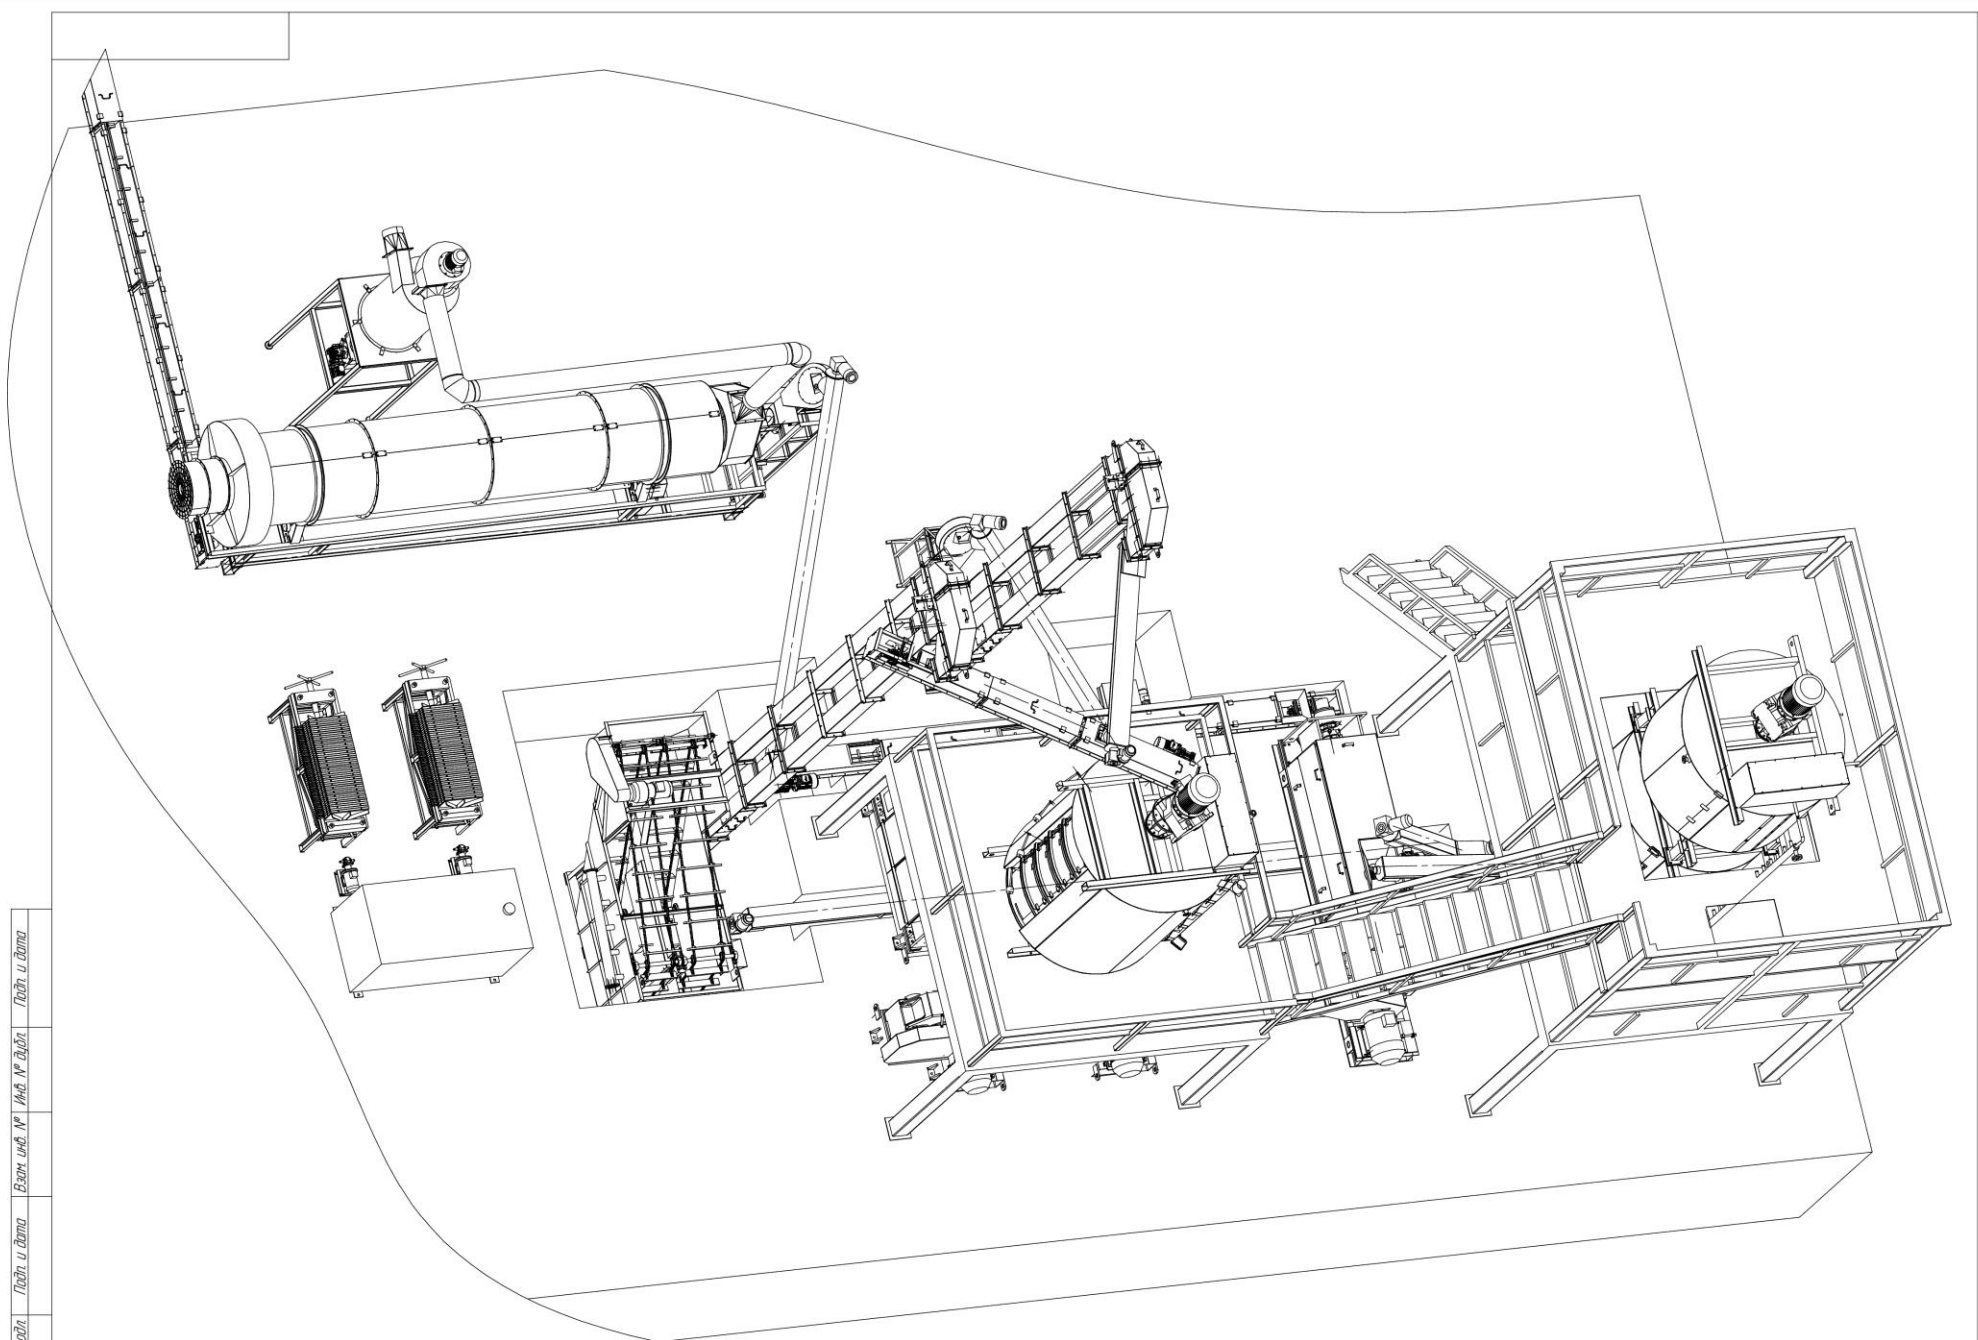 Подп. и дата
Инв. № дубл.
Взам. инв. №
Подп. и дата